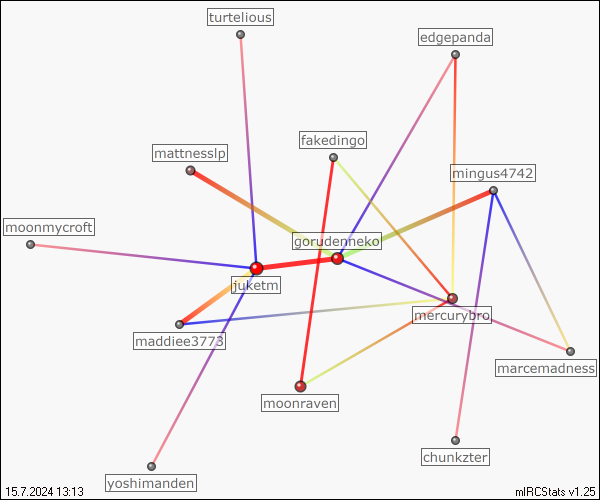 turtelious
edgepanda
fakedingo
mattnesslp
mingus4742
moonmycroft
gorudenneko
juketm
mercurybro
maddiee3773
marcemadness
moonraven
chunkzter
yoshimanden
15.7.2024 13:13
mIRCStats v1.25